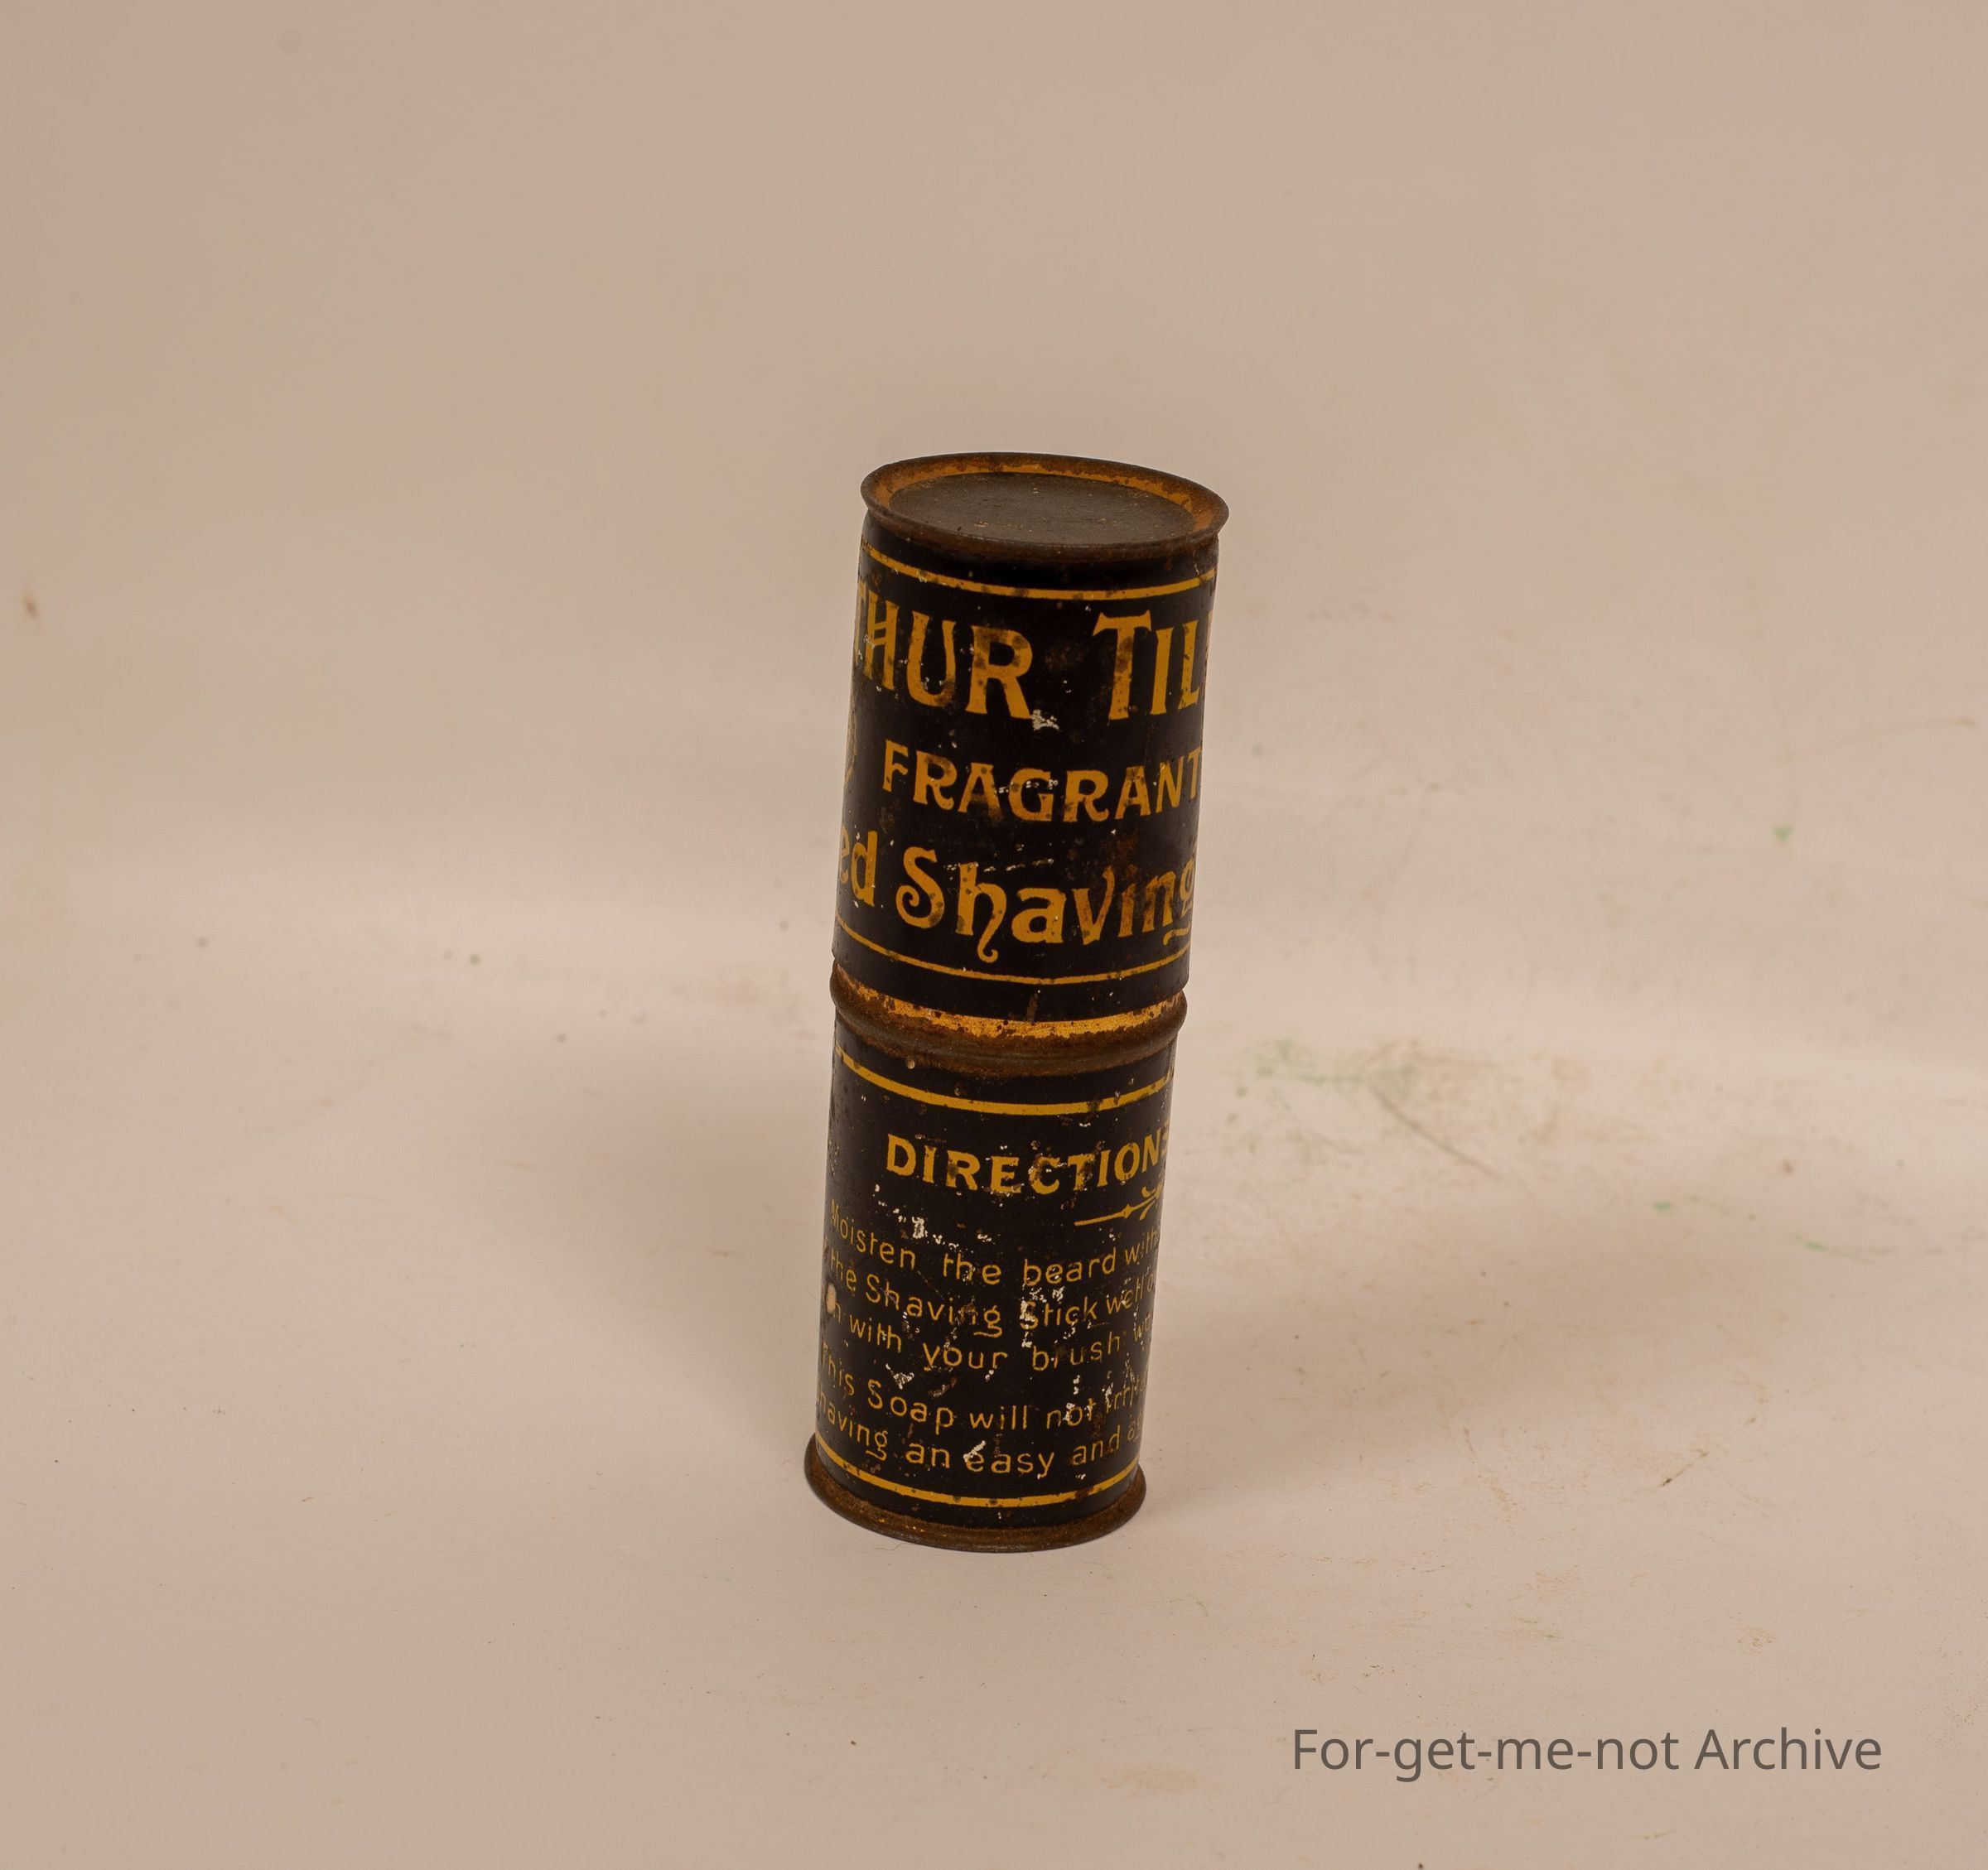 THUR TIL
FRAGRANT
ed Shaving
DIRECTIONS
Moisten the beard with
the Shaving Stick well
with your brush
This Soap will not
having an easy and
For-get-me-not Archive